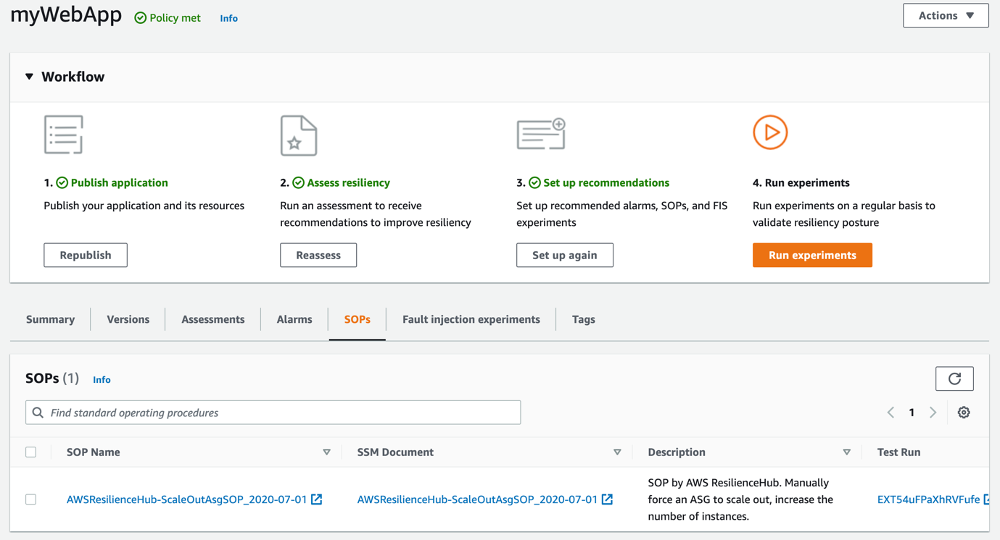 myWebApp Policy met Info Actions
Workflow
1. Publish application
Publish your application and its resources
Republish
2. Assess resiliency
Run an assessment to receive
recommendations to improve resiliency
Reassess
3. Set up recommendations
Set up recommended alarms, SOPs, and FIS
experiments
Set up again
4. Run experiments
Run experiments on a regular basis to
validate resiliency posture
Run experiments
Summary Versions Assessments Alarms SOPs Fault injection experiments Tags
SOPs (1) Info
Find standard operating procedures
1
SOP Name SSM Document Description Test Run
AWSResilienceHub-ScaleOutAsgSOP_2020-07-01
AWSResilienceHub-ScaleOutAsgSOP_2020-07-01
SOP by AWS ResilienceHub. Manually
force an ASG to scale out, increase the
number of instances.
EXT54uFPaXhRVFufe